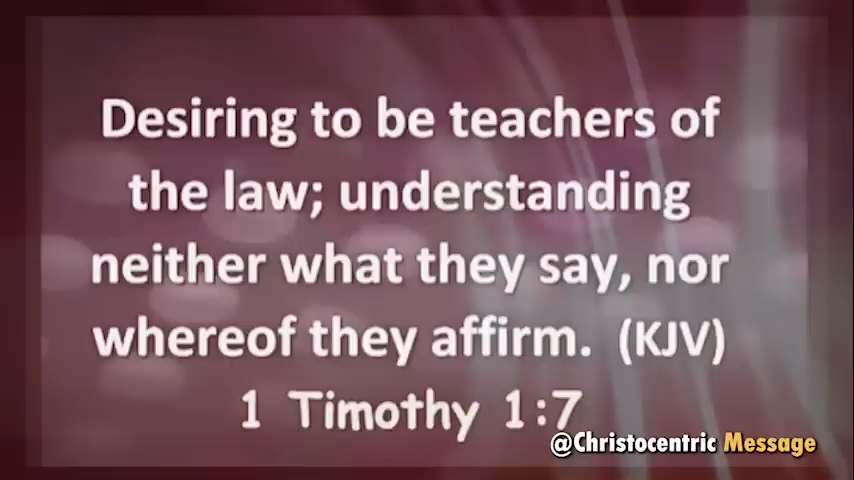 Desiring to be teachers of
the law; understanding
neither what they say, nor
whereof they affirm. (KJV)
1 Timothy 1:7
@Christocentric Message